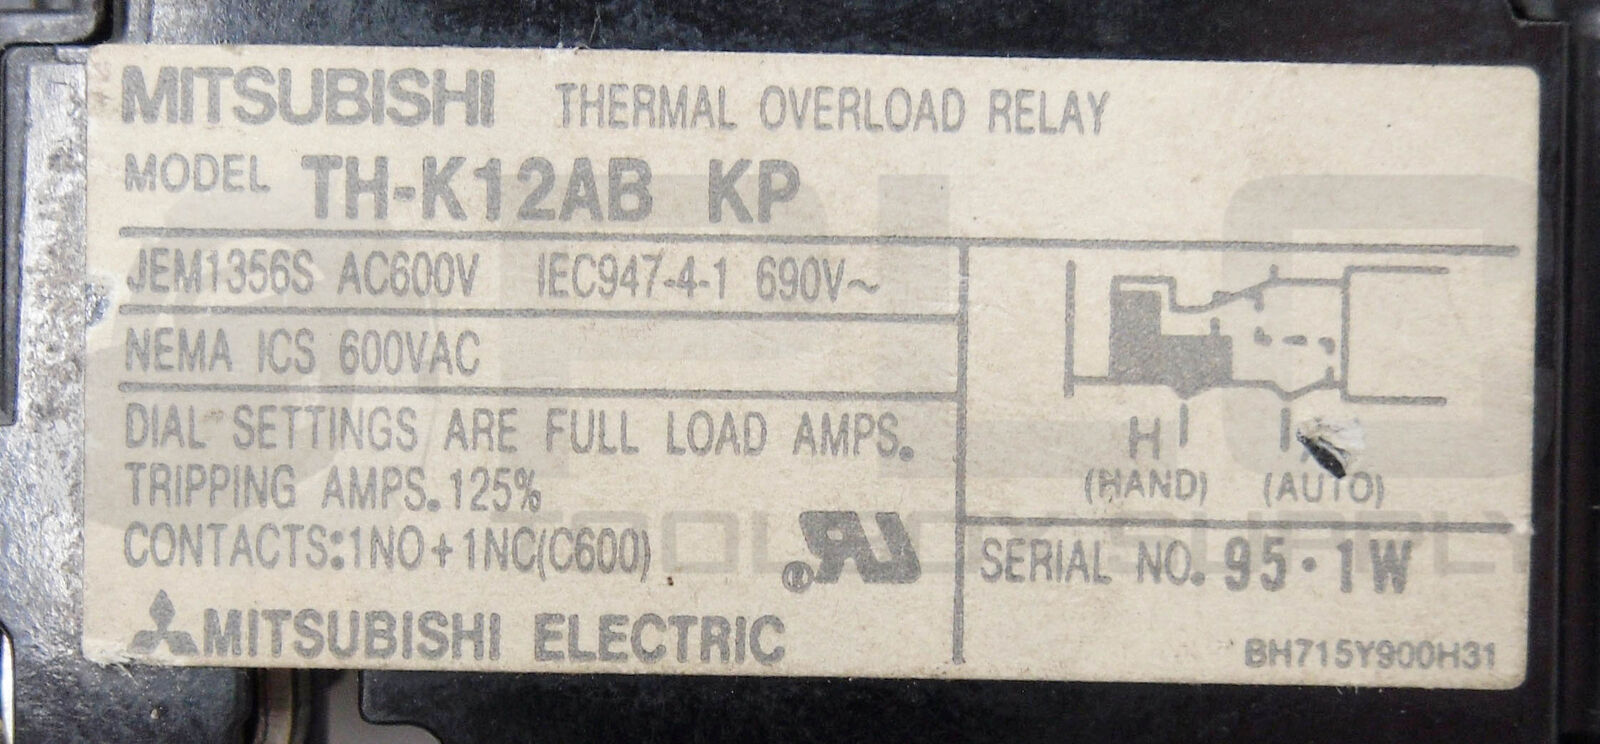 MITSUBISHI THERMAL OVERLOAD RELAY
MODEL TH-K12AB KP
JEM1356S AC600V IEC947-4-1 690V~
NEMA ICS 600VAC
DIAL SETTINGS ARE FULL LOAD AMPS.
TRIPPING AMPS. 125%
CONTACTS:1NO+1NC(C600)
MITSUBISHI ELECTRIC
H
(HAND) (AUTO)
SERIAL NO. 95·1W
BH715Y900H31